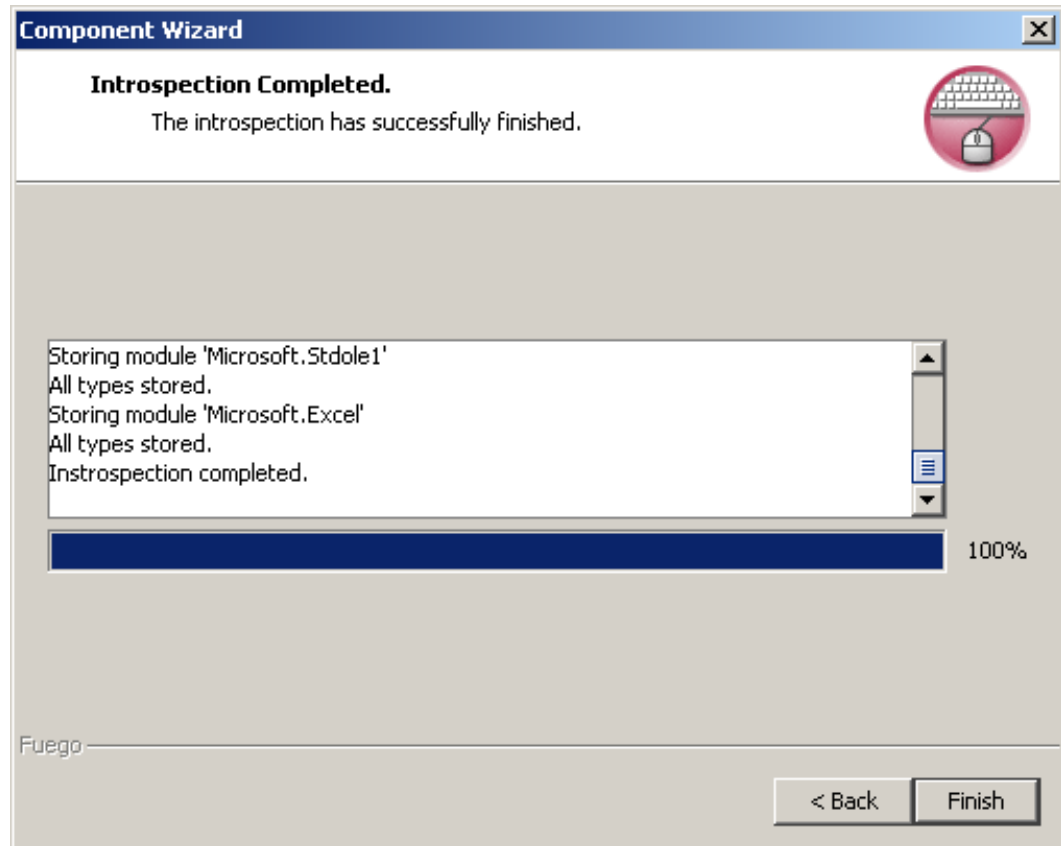 Component Wizard
Introspection Completed.
The introspection has successfully finished.
Storing module 'Microsoft.Stdole1'
All types stored.
Storing module 'Microsoft.Excel'
All types stored.
Instrospection completed.
100%
Fuego
< Back
Finish